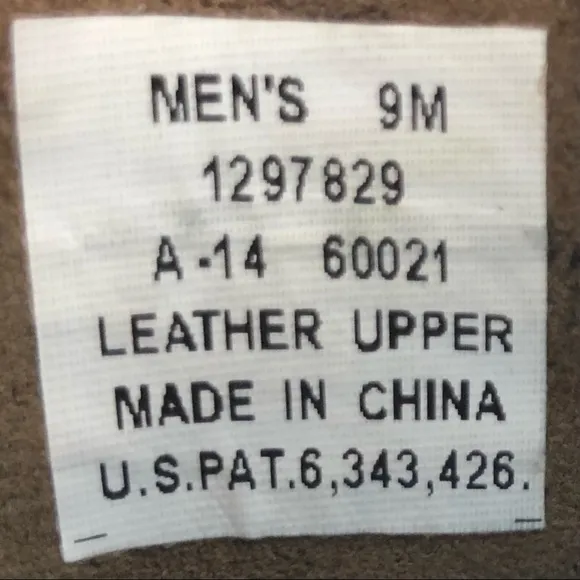 MEN'S 9M
1297829
A-14 60021
LEATHER UPPER
MADE IN CHINA
U.S.PAT.6,343,426.